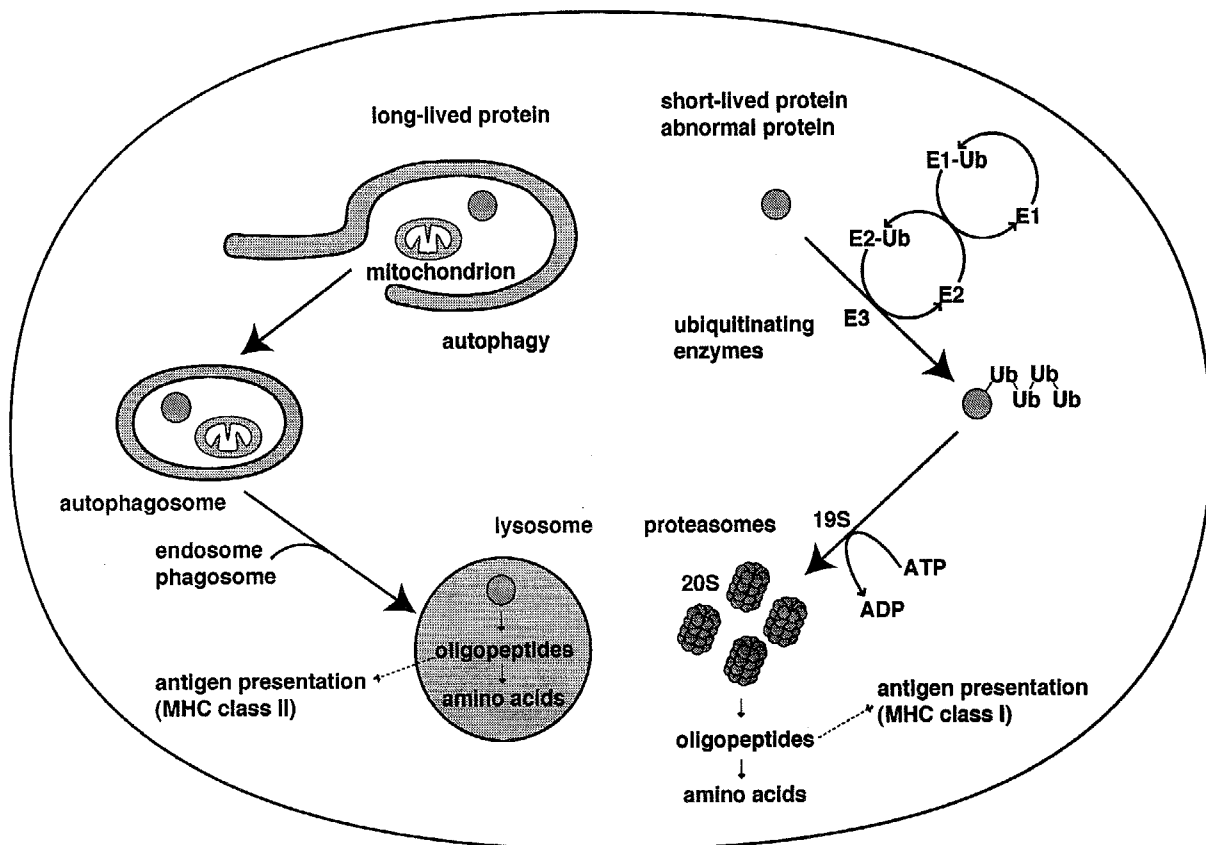 long-lived protein
mitochondrion
autophagy
autophagosome
endosome
phagosome
lysosome
oligopeptides
amino acids
antigen presentation
(MHC class II)
short-lived protein
abnormal protein
E1-Ub
E1
E2-Ub
E2
E3
ubiquitinating
enzymes
Ub Ub
Ub Ub
19S
ATP
ADP
proteasomes
20S
oligopeptides
amino acids
antigen presentation
(MHC class I)